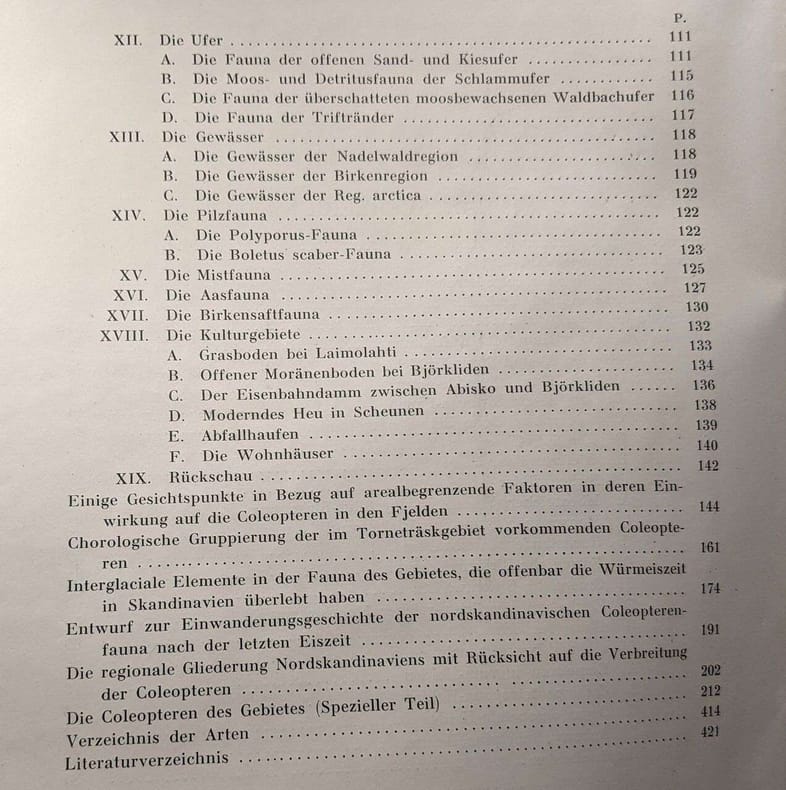 P.
XII. Die Ufer 111
A. Die Fauna der offenen Sand- und Kiesufer 111
B. Die Moos- und Detritusfauna der Schlammufer 115
C. Die Fauna der überschatteten moosbewachsenen Waldbachufer 116
D. Die Fauna der Triftränder 117
XIII. Die Gewässer 118
A. Die Gewässer der Nadelwaldregion 118
B. Die Gewässer der Birkenregion 119
C. Die Gewässer der Reg. arctica 122
XIV. Die Pilzfauna 122
A. Die Polyporus-Fauna 122
B. Die Boletus scaber-Fauna 123
XV. Die Mistfauna 125
XVI. Die Aasfauna 127
XVII. Die Birkensaftfauna 130
XVIII. Die Kulturgebiete 132
A. Grasboden bei Laimolahti 133
B. Offener Moränenboden bei Björkliden 134
C. Der Eisenbahndamm zwischen Abisko und Björkliden 136
D. Moderndes Heu in Scheunen 138
E. Abfallhaufen 139
F. Die Wohnhäuser 140
XIX. Rückschau 142
Einige Gesichtspunkte in Bezug auf arealbegrenzende Faktoren in deren Ein-
wirkung auf die Coleopteren in den Fjelden 144
Chorologische Gruppierung der im Torneträskgebiet vorkommenden Coleopte-
ren 161
Interglaciale Elemente in der Fauna des Gebietes, die offenbar die Würmeiszeit
in Skandinavien überlebt haben 174
Entwurf zur Einwanderungsgeschichte der nordskandinavischen Coleopteren-
fauna nach der letzten Eiszeit 191
Die regionale Gliederung Nordskandinaviens mit Rücksicht auf die Verbreitung
der Coleopteren 202
Die Coleopteren des Gebietes (Spezieller Teil) 212
Verzeichnis der Arten 414
Literaturverzeichnis 421